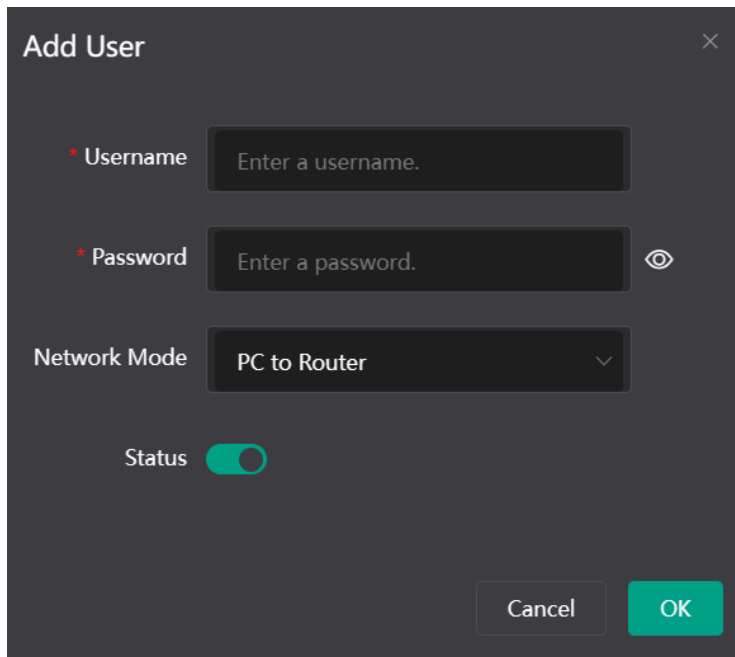 Add User
* Username
Enter a username.
* Password
Enter a password.
Network Mode
PC to Router
Status
Cancel
OK